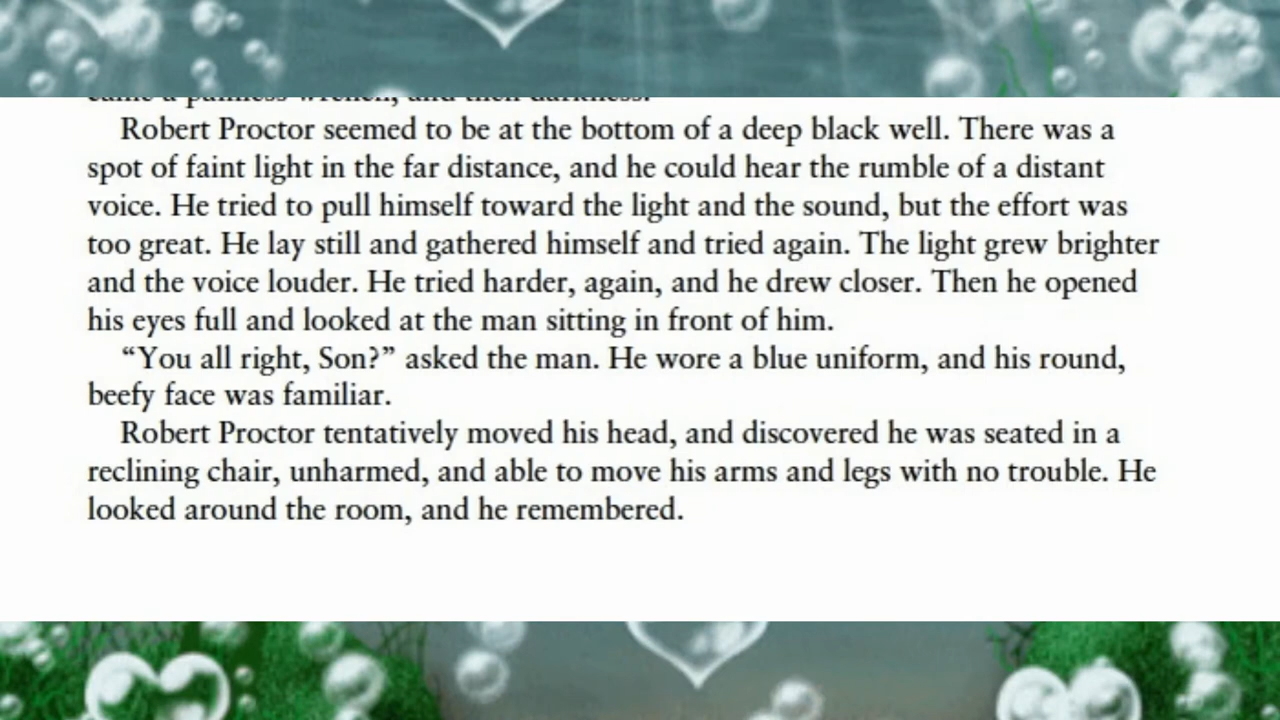 came a painless wrench, and then darkness.
Robert Proctor seemed to be at the bottom of a deep black well. There was a
spot of faint light in the far distance, and he could hear the rumble of a distant
voice. He tried to pull himself toward the light and the sound, but the effort was
too great. He lay still and gathered himself and tried again. The light grew brighter
and the voice louder. He tried harder, again, and he drew closer. Then he opened
his eyes full and looked at the man sitting in front of him.
“You all right, Son?” asked the man. He wore a blue uniform, and his round,
beefy face was familiar.
Robert Proctor tentatively moved his head, and discovered he was seated in a
reclining chair, unharmed, and able to move his arms and legs with no trouble. He
looked around the room, and he remembered.